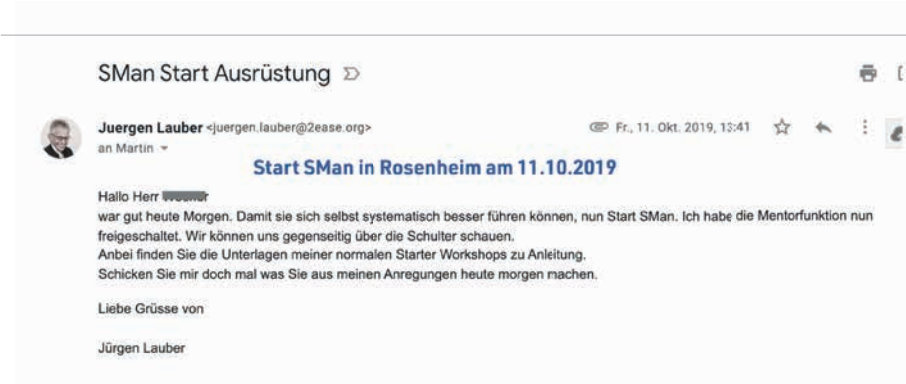 SMan Start Ausrüstung
Juergen Lauber <juergen.lauber@2ease.org>
Fr., 11. Okt. 2019, 13:41
an Martin
Start SMan in Rosenheim am 11.10.2019
Hallo Herr
war gut heute Morgen. Damit sie sich selbst systematisch besser führen können, nun Start SMan. Ich habe die Mentorfunktion nun
freigeschaltet. Wir können uns gegenseitig über die Schulter schauen.
Anbei finden Sie die Unterlagen meiner normalen Starter Workshops zu Anleitung.
Schicken Sie mir doch mal was Sie aus meinen Anregungen heute morgen machen.
Liebe Grüsse von
Jürgen Lauber